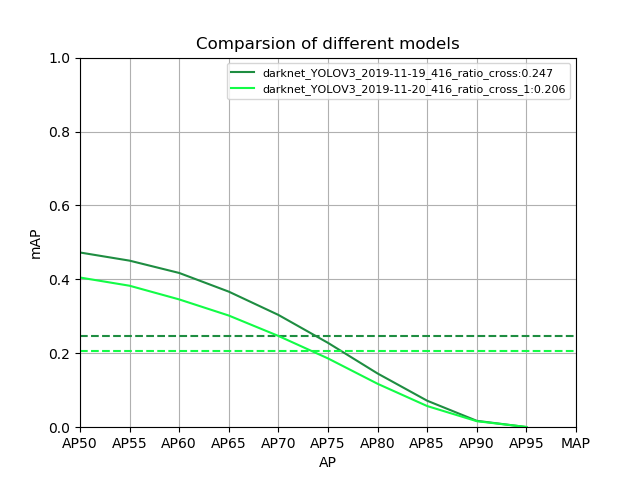 Comparsion of different models
darknet_YOLOV3_2019-11-19_416_ratio_cross:0.247
darknet_YOLOV3_2019-11-20_416_ratio_cross_1:0.206
mAP
1.0
0.8
0.6
0.4
0.2
0.0
AP50 AP55 AP60 AP65 AP70 AP75 AP80 AP85 AP90 AP95 MAP
AP